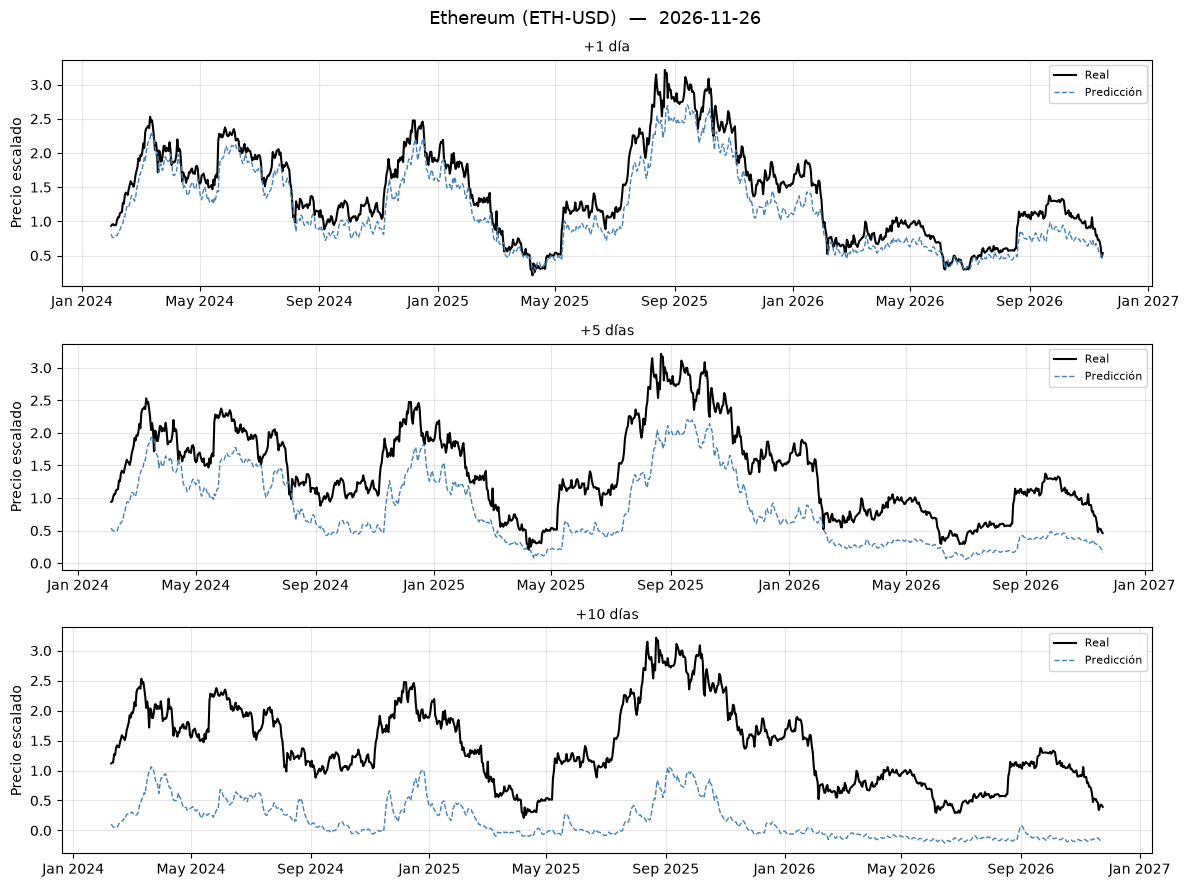 Ethereum (ETH-USD) — 2026-11-26
+1 día
Precio escalado
3.0
2.5
2.0
1.5
1.0
0.5
Real
Predicción
Jan 2024 May 2024 Sep 2024 Jan 2025 May 2025 Sep 2025 Jan 2026 May 2026 Sep 2026 Jan 2027
+5 días
Precio escalado
3.0
2.5
2.0
1.5
1.0
0.5
0.0
Real
Predicción
Jan 2024 May 2024 Sep 2024 Jan 2025 May 2025 Sep 2025 Jan 2026 May 2026 Sep 2026 Jan 2027
+10 días
Precio escalado
3.0
2.5
2.0
1.5
1.0
0.5
0.0
Real
Predicción
Jan 2024 May 2024 Sep 2024 Jan 2025 May 2025 Sep 2025 Jan 2026 May 2026 Sep 2026 Jan 2027